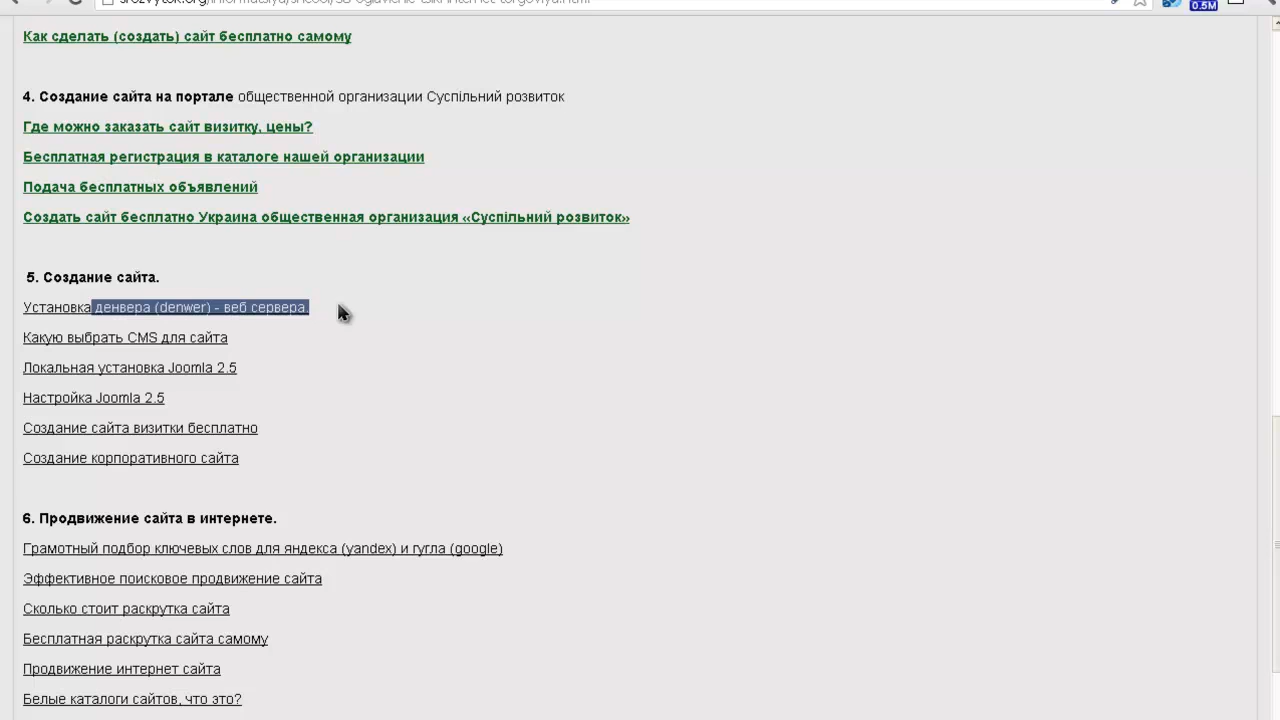 Как сделать (создать) сайт бесплатно самому
4. Создание сайта на портале общественной организации Суспільний розвиток
Где можно заказать сайт визитку, цены?
Бесплатная регистрация в каталоге нашей организации
Подача бесплатных объявлений
Создать сайт бесплатно Украина общественная организация «Суспільний розвиток»
5. Создание сайта.
Установка денвера (denwer) - веб сервера.
Какую выбрать CMS для сайта
Локальная установка Joomla 2.5
Настройка Joomla 2.5
Создание сайта визитки бесплатно
Создание корпоративного сайта
6. Продвижение сайта в интернете.
Грамотный подбор ключевых слов для яндекса (yandex) и гугла (google)
Эффективное поисковое продвижение сайта
Сколько стоит раскрутка сайта
Бесплатная раскрутка сайта самому
Продвижение интернет сайта
Белые каталоги сайтов, что это?
0.5M